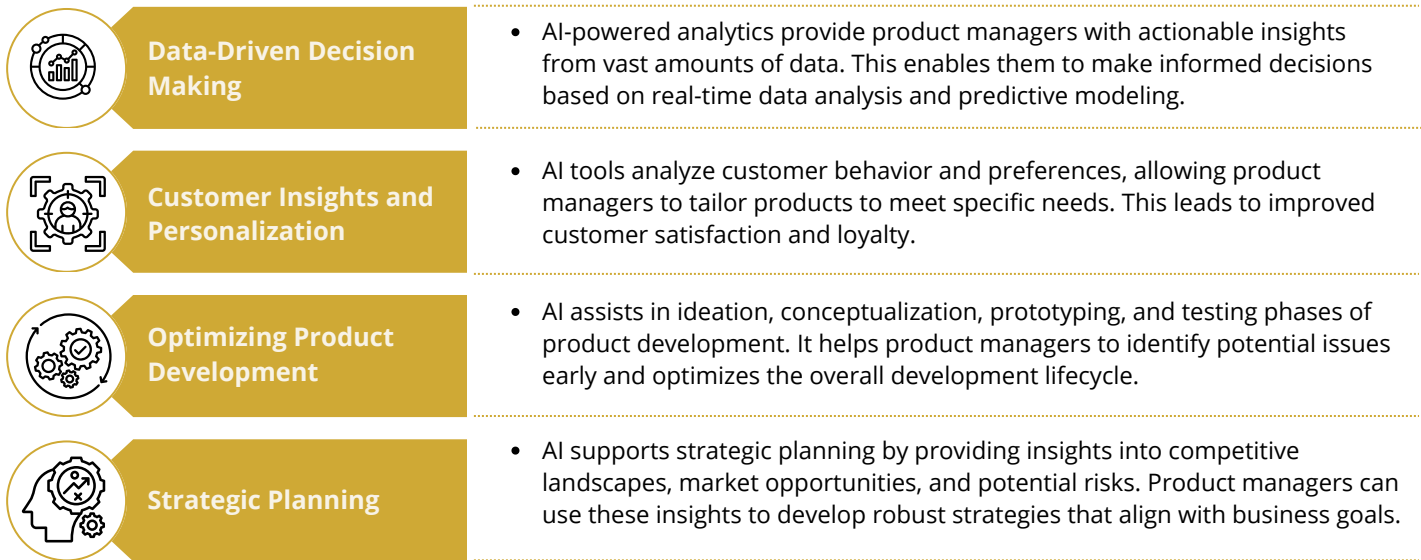 Data-Driven Decision
Making
• AI-powered analytics provide product managers with actionable insights
from vast amounts of data. This enables them to make informed decisions
based on real-time data analysis and predictive modeling.
Customer Insights and
Personalization
• AI tools analyze customer behavior and preferences, allowing product
managers to tailor products to meet specific needs. This leads to improved
customer satisfaction and loyalty.
Optimizing Product
Development
• AI assists in ideation, conceptualization, prototyping, and testing phases of
product development. It helps product managers to identify potential issues
early and optimizes the overall development lifecycle.
Strategic Planning
• AI supports strategic planning by providing insights into competitive
landscapes, market opportunities, and potential risks. Product managers can
use these insights to develop robust strategies that align with business goals.